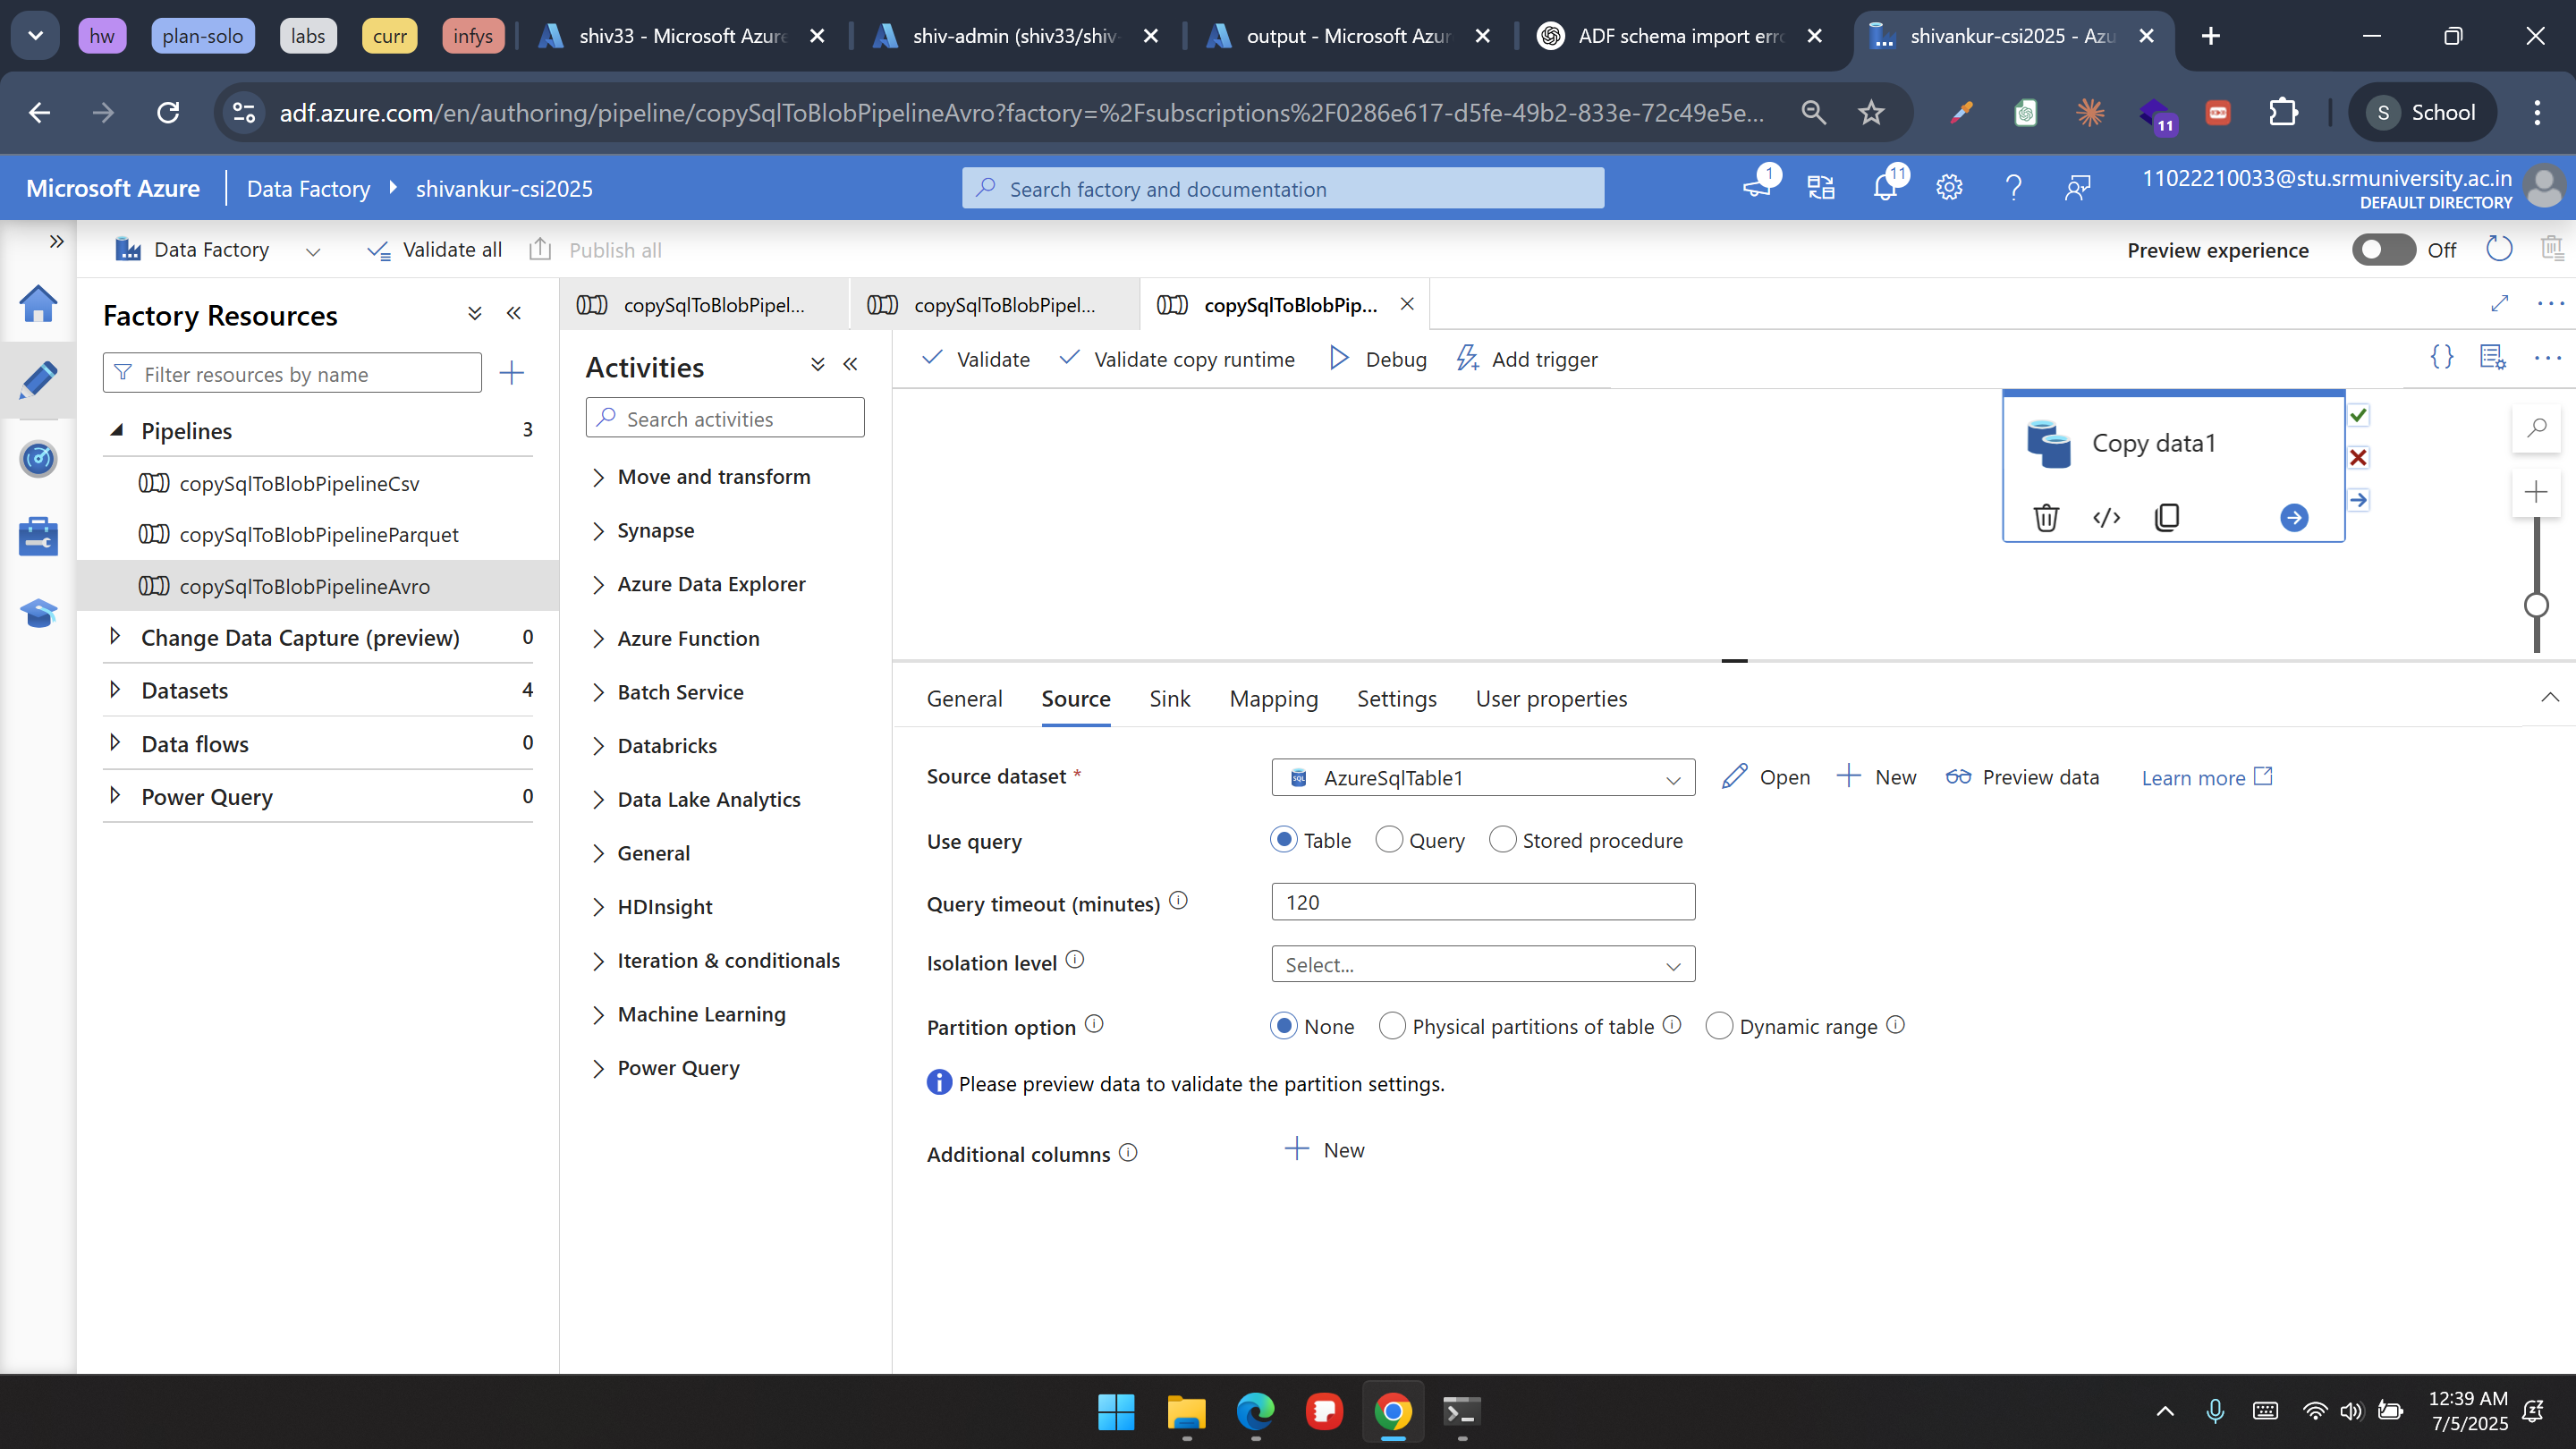 hw
plan-solo
labs
curr
infys
shiv33 - Microsoft Azure
shiv-admin (shiv33/shiv-
output - Microsoft Azur
ADF schema import erro
shivankur-csi2025 - Azu
adf.azure.com/en/authoring/pipeline/copySqlToBlobPipelineAvro?factory=%2Fsubscriptions%2F0286e617-d5fe-49b2-833e-72c49e5e...
11
S
School
Microsoft Azure
Data Factory
shivankur-csi2025
Search factory and documentation
1
11
11022210033@stu.srmuniversity.ac.in
DEFAULT DIRECTORY
Data Factory
Validate all
Publish all
Preview experience
Off
Factory Resources
Filter resources by name
Pipelines 3
copySqlToBlobPipelineCsv
copySqlToBlobPipelineParquet
copySqlToBlobPipelineAvro
Change Data Capture (preview) 0
Datasets 4
Data flows 0
Power Query 0
copySqlToBlobPipel...
copySqlToBlobPipel...
copySqlToBlobPip...
Activities
Search activities
Move and transform
Synapse
Azure Data Explorer
Azure Function
Batch Service
Databricks
Data Lake Analytics
General
HDInsight
Iteration & conditionals
Machine Learning
Power Query
Validate
Validate copy runtime
Debug
Add trigger
Copy data1
General
Source
Sink
Mapping
Settings
User properties
Source dataset *
SQL
AzureSqlTable1
Open
New
Preview data
Learn more
Use query
Table
Query
Stored procedure
Query timeout (minutes)
120
Isolation level
Select...
Partition option
None
Physical partitions of table
Dynamic range
Please preview data to validate the partition settings.
Additional columns
New
12:39 AM
7/5/2025